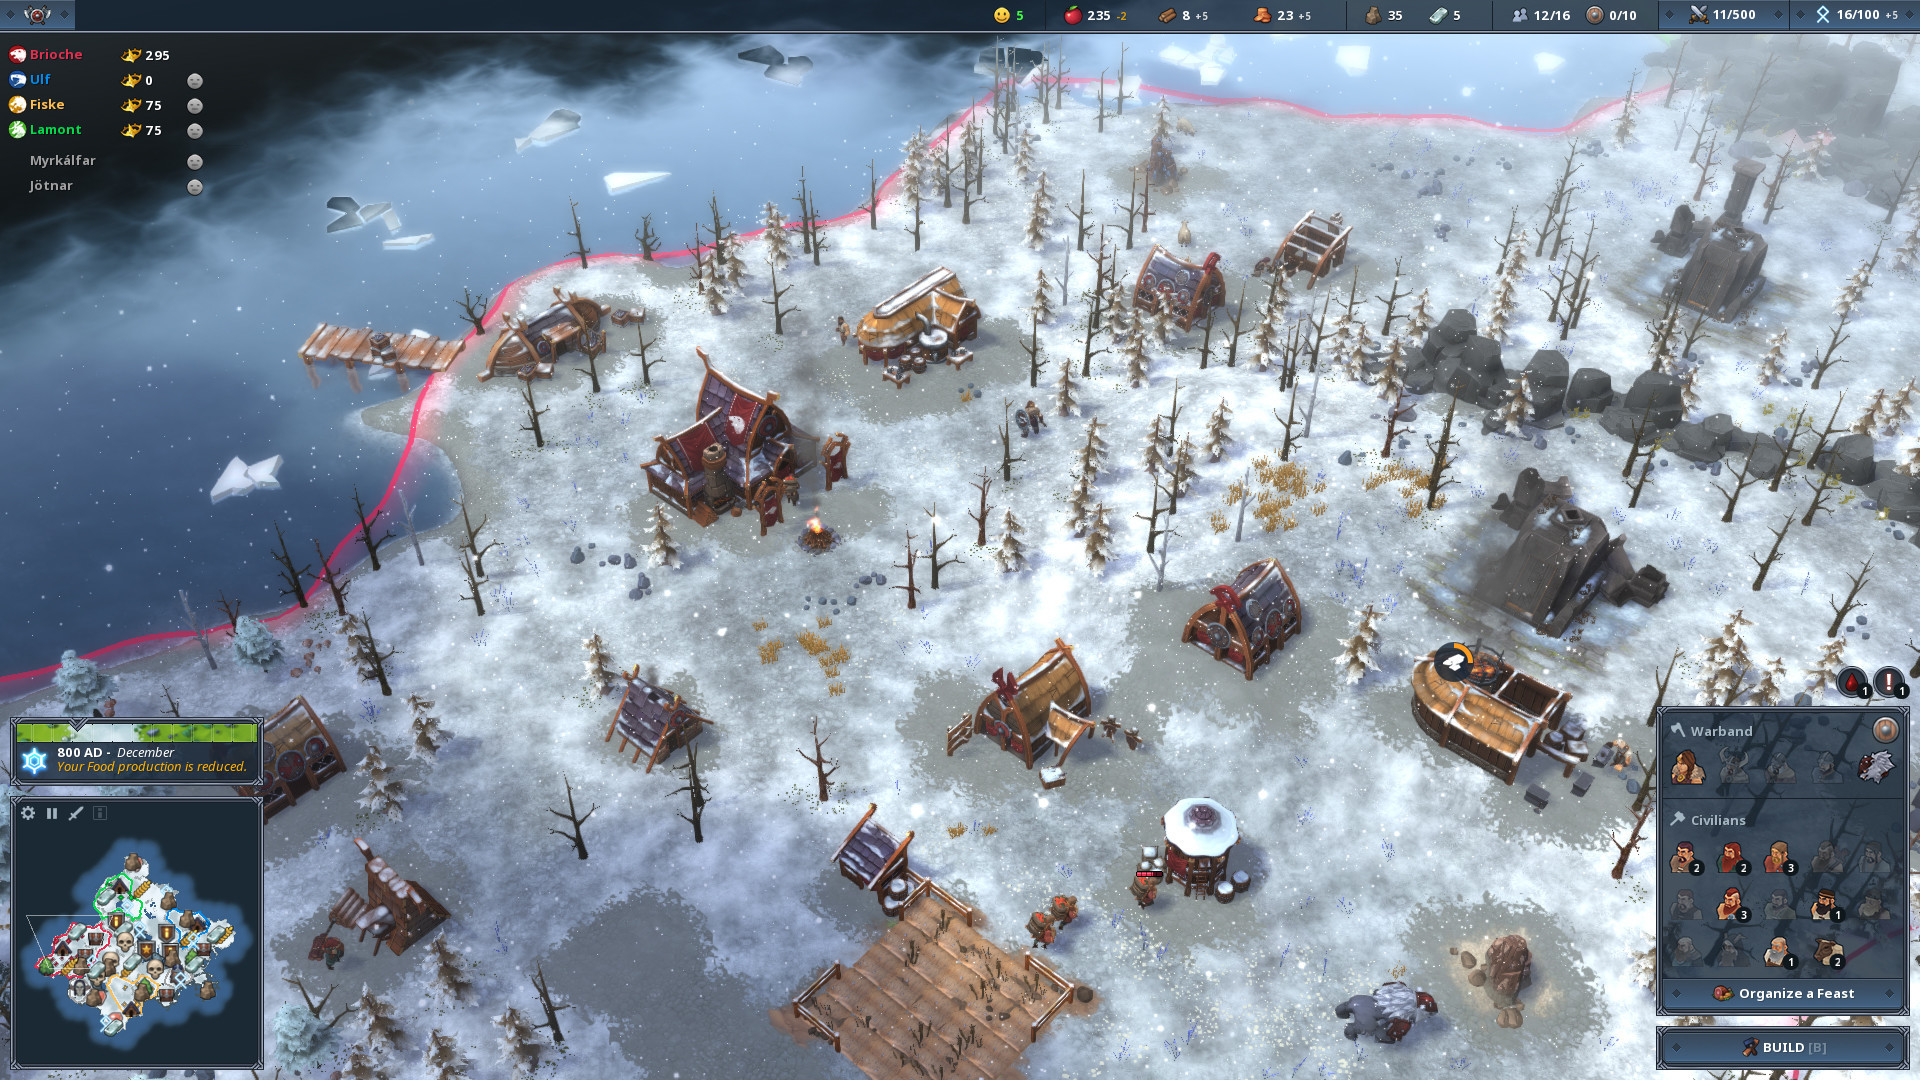 5
235 -2
8 +5
23 +5
35
5
12/16
0/10
11/500
16/100 +5
Brioche 295
Ulf 0
Fiske 75
Lamont 75
Myrkálfar
Jötnar
1
1
800 AD - December
Your Food production is reduced.
Warband
Civilians
2
2
3
3
1
1
2
Organize a Feast
BUILD [B]